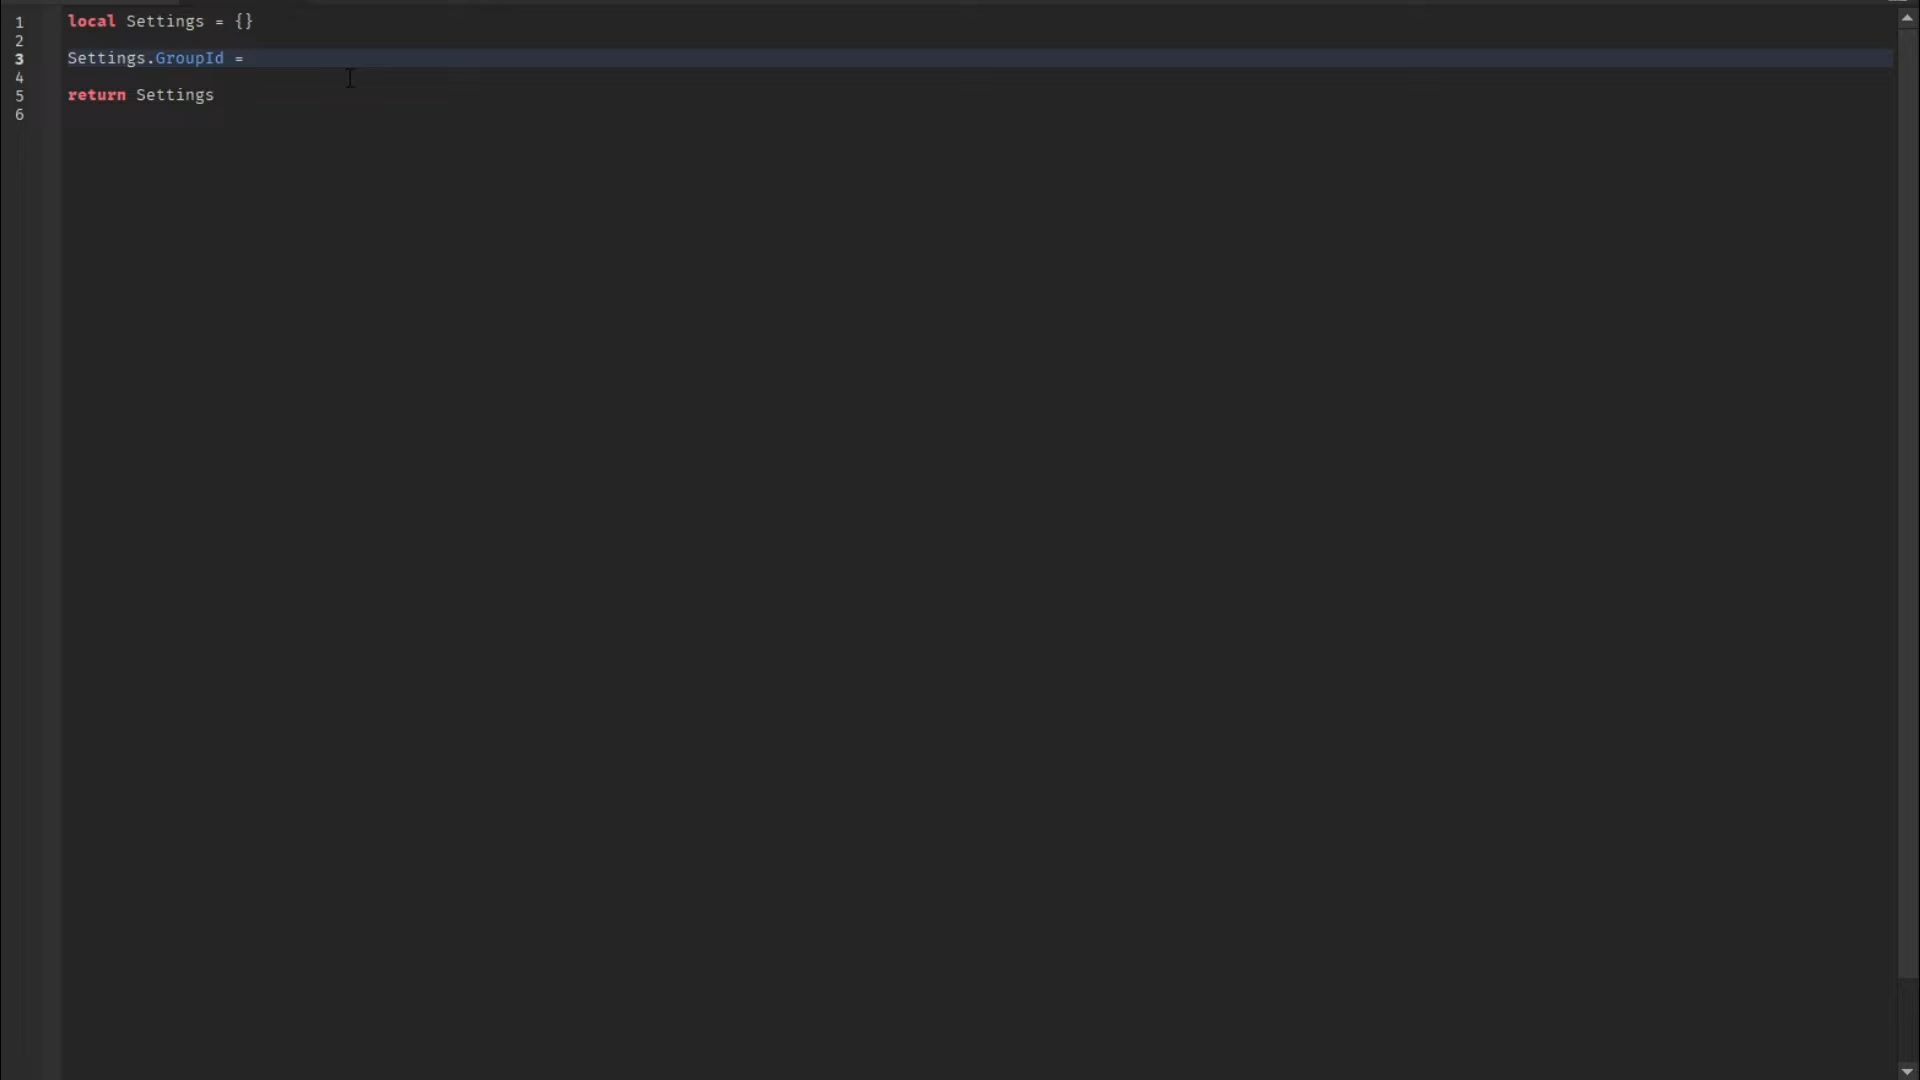 1 local Settings = {}
2
3 Settings.GroupId =
4
5 return Settings
6